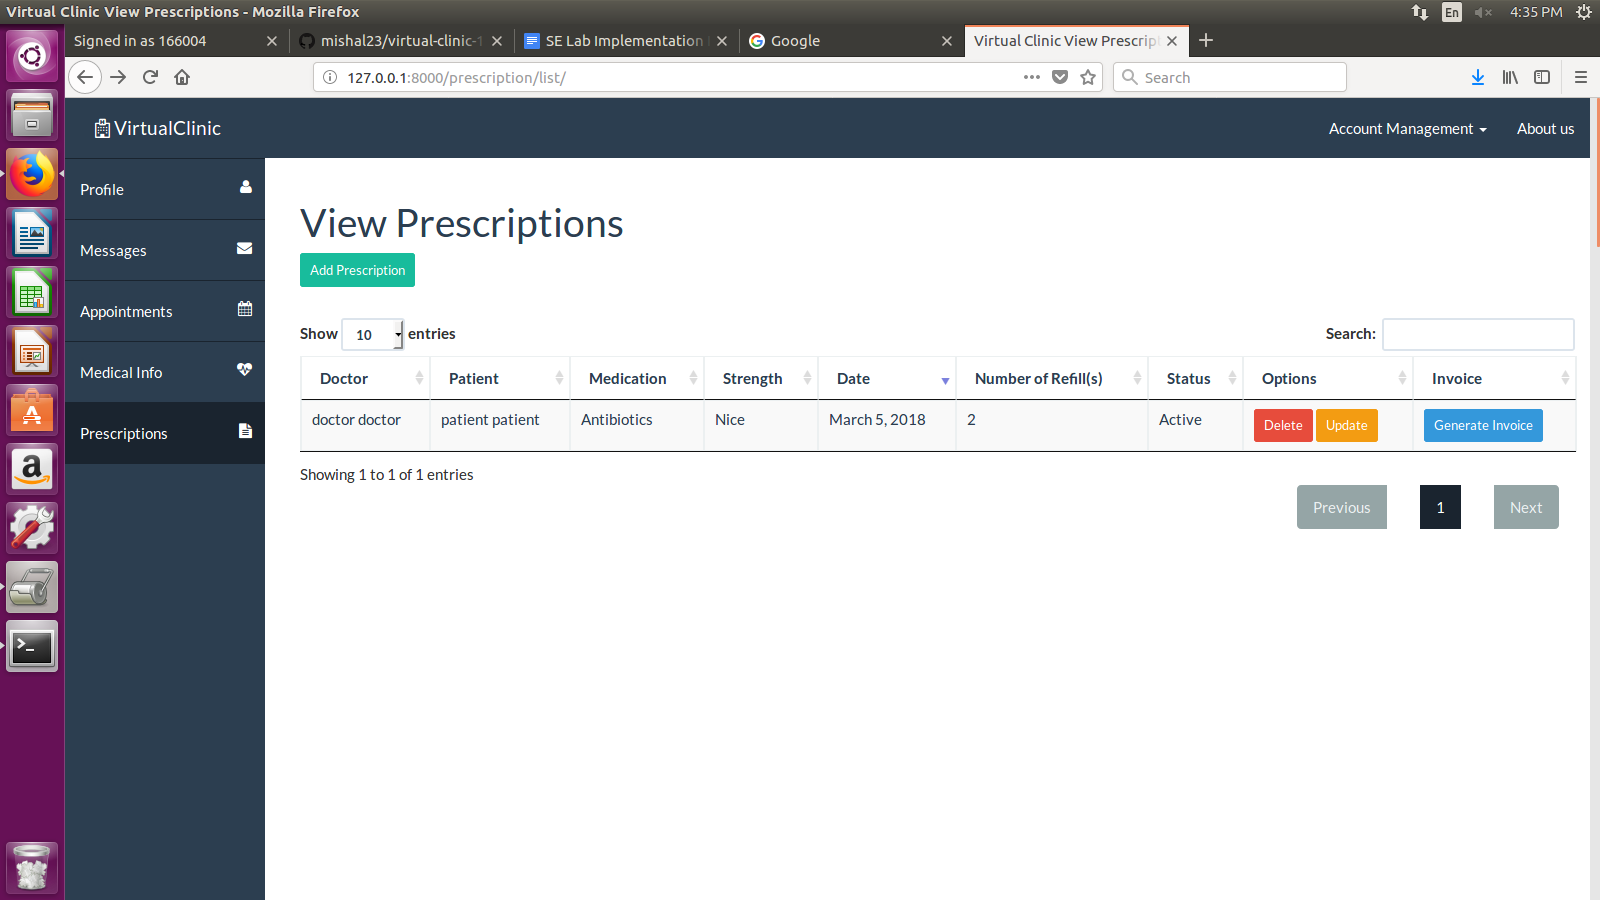 Virtual Clinic View Prescriptions - Mozilla Firefox
En
4:35 PM
Signed in as 166004
mishal23/virtual-clinic-1
SE Lab Implementation
Google
Virtual Clinic View Prescrip
127.0.0.1:8000/prescription/list/
Search
VirtualClinic
Account Management
About us
Profile
Messages
Appointments
Medical Info
Prescriptions
View Prescriptions
Add Prescription
Show 10 entries
Search:
Doctor Patient Medication Strength Date Number of Refill(s) Status Options Invoice
doctor doctor patient patient Antibiotics Nice March 5, 2018 2 Active Delete Update Generate Invoice
Showing 1 to 1 of 1 entries
Previous 1 Next